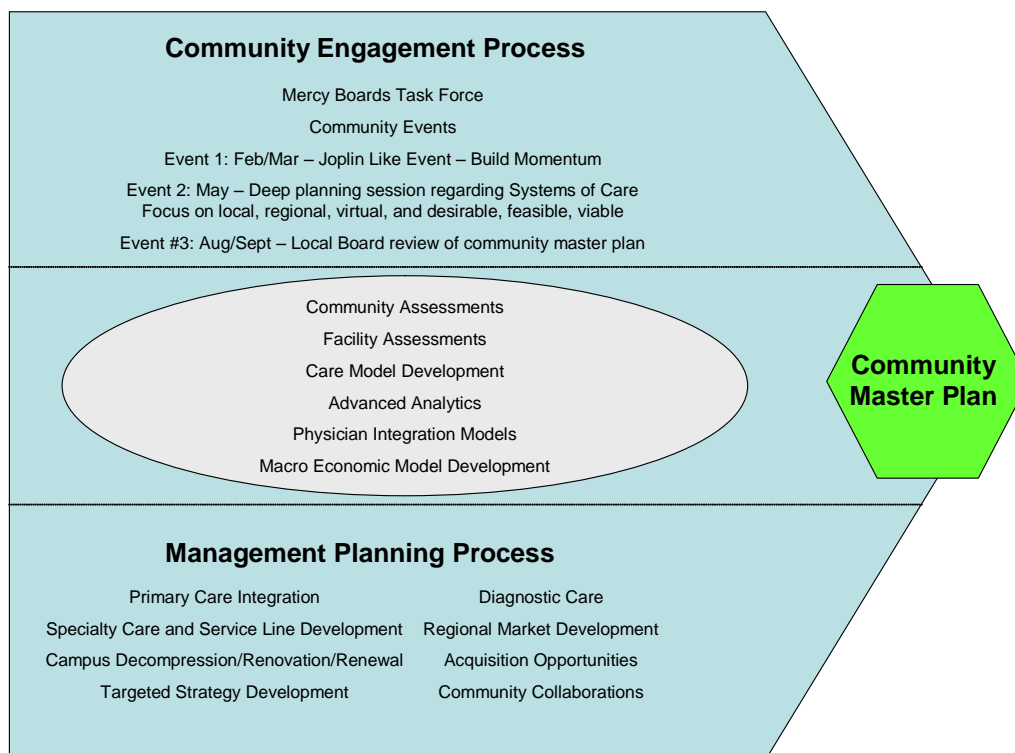 Community Engagement Process
Mercy Boards Task Force
Community Events
Event 1: Feb/Mar – Joplin Like Event – Build Momentum
Event 2: May – Deep planning session regarding Systems of Care
Focus on local, regional, virtual, and desirable, feasible, viable
Event #3: Aug/Sept – Local Board review of community master plan
Community Assessments
Facility Assessments
Care Model Development
Advanced Analytics
Physician Integration Models
Macro Economic Model Development
Community
Master Plan
Management Planning Process
Primary Care Integration
Specialty Care and Service Line Development
Campus Decompression/Renovation/Renewal
Targeted Strategy Development
Diagnostic Care
Regional Market Development
Acquisition Opportunities
Community Collaborations